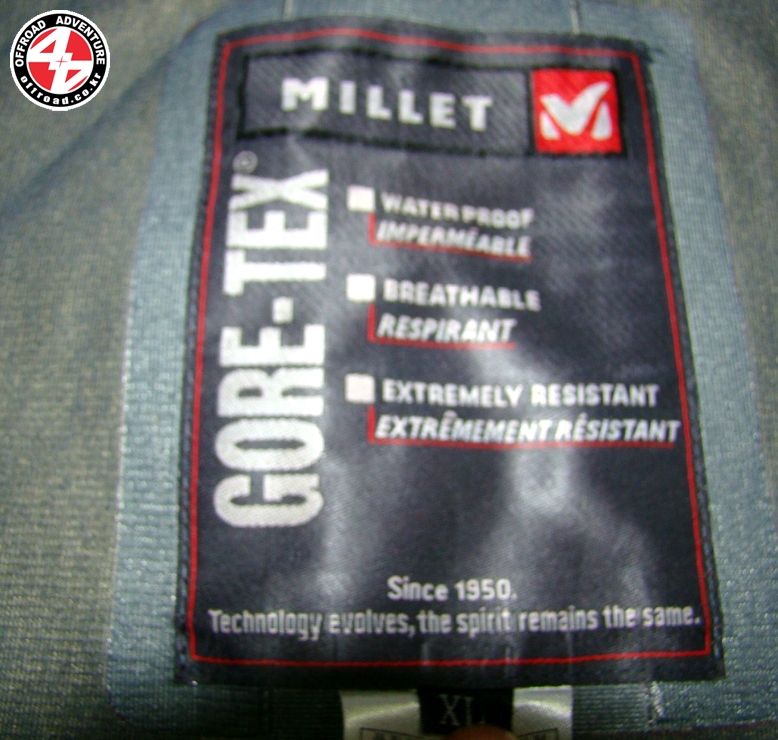 OFFROAD ADVENTURE
4x4
offroad.co.kr
MILLET
GORE-TEX®
WATERPROOF
IMPERMÉABLE
BREATHABLE
RESPIRANT
EXTREMELY RESISTANT
EXTRÊMEMENT RÉSISTANT
Since 1950.
Technology evolves, the spirit remains the same.
XL